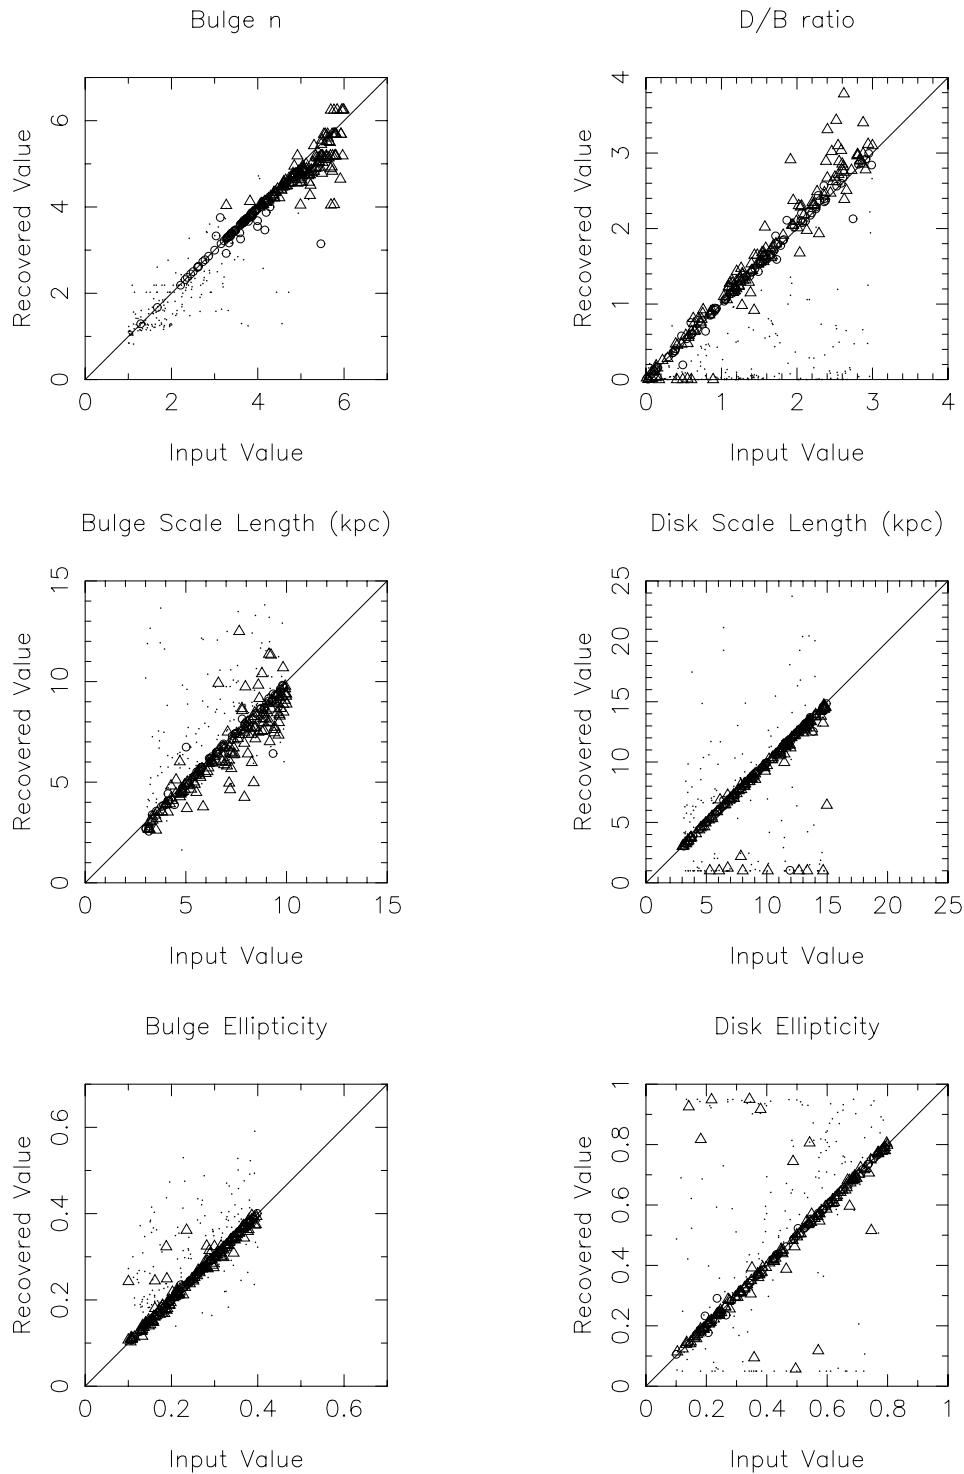 Bulge n
D/B ratio
Recovered Value
0 2 4 6
0 2 4 6
Input Value
Recovered Value
0 1 2 3 4
0 1 2 3 4
Input Value
Bulge Scale Length (kpc)
Disk Scale Length (kpc)
Recovered Value
0 5 10 15
0 5 10 15
Input Value
Recovered Value
0 5 10 15 20 25
0 5 10 15 20 25
Input Value
Bulge Ellipticity
Disk Ellipticity
Recovered Value
0 0.2 0.4 0.6
0 0.2 0.4 0.6
Input Value
Recovered Value
0 0.2 0.4 0.6 0.8 1
0 0.2 0.4 0.6 0.8 1
Input Value